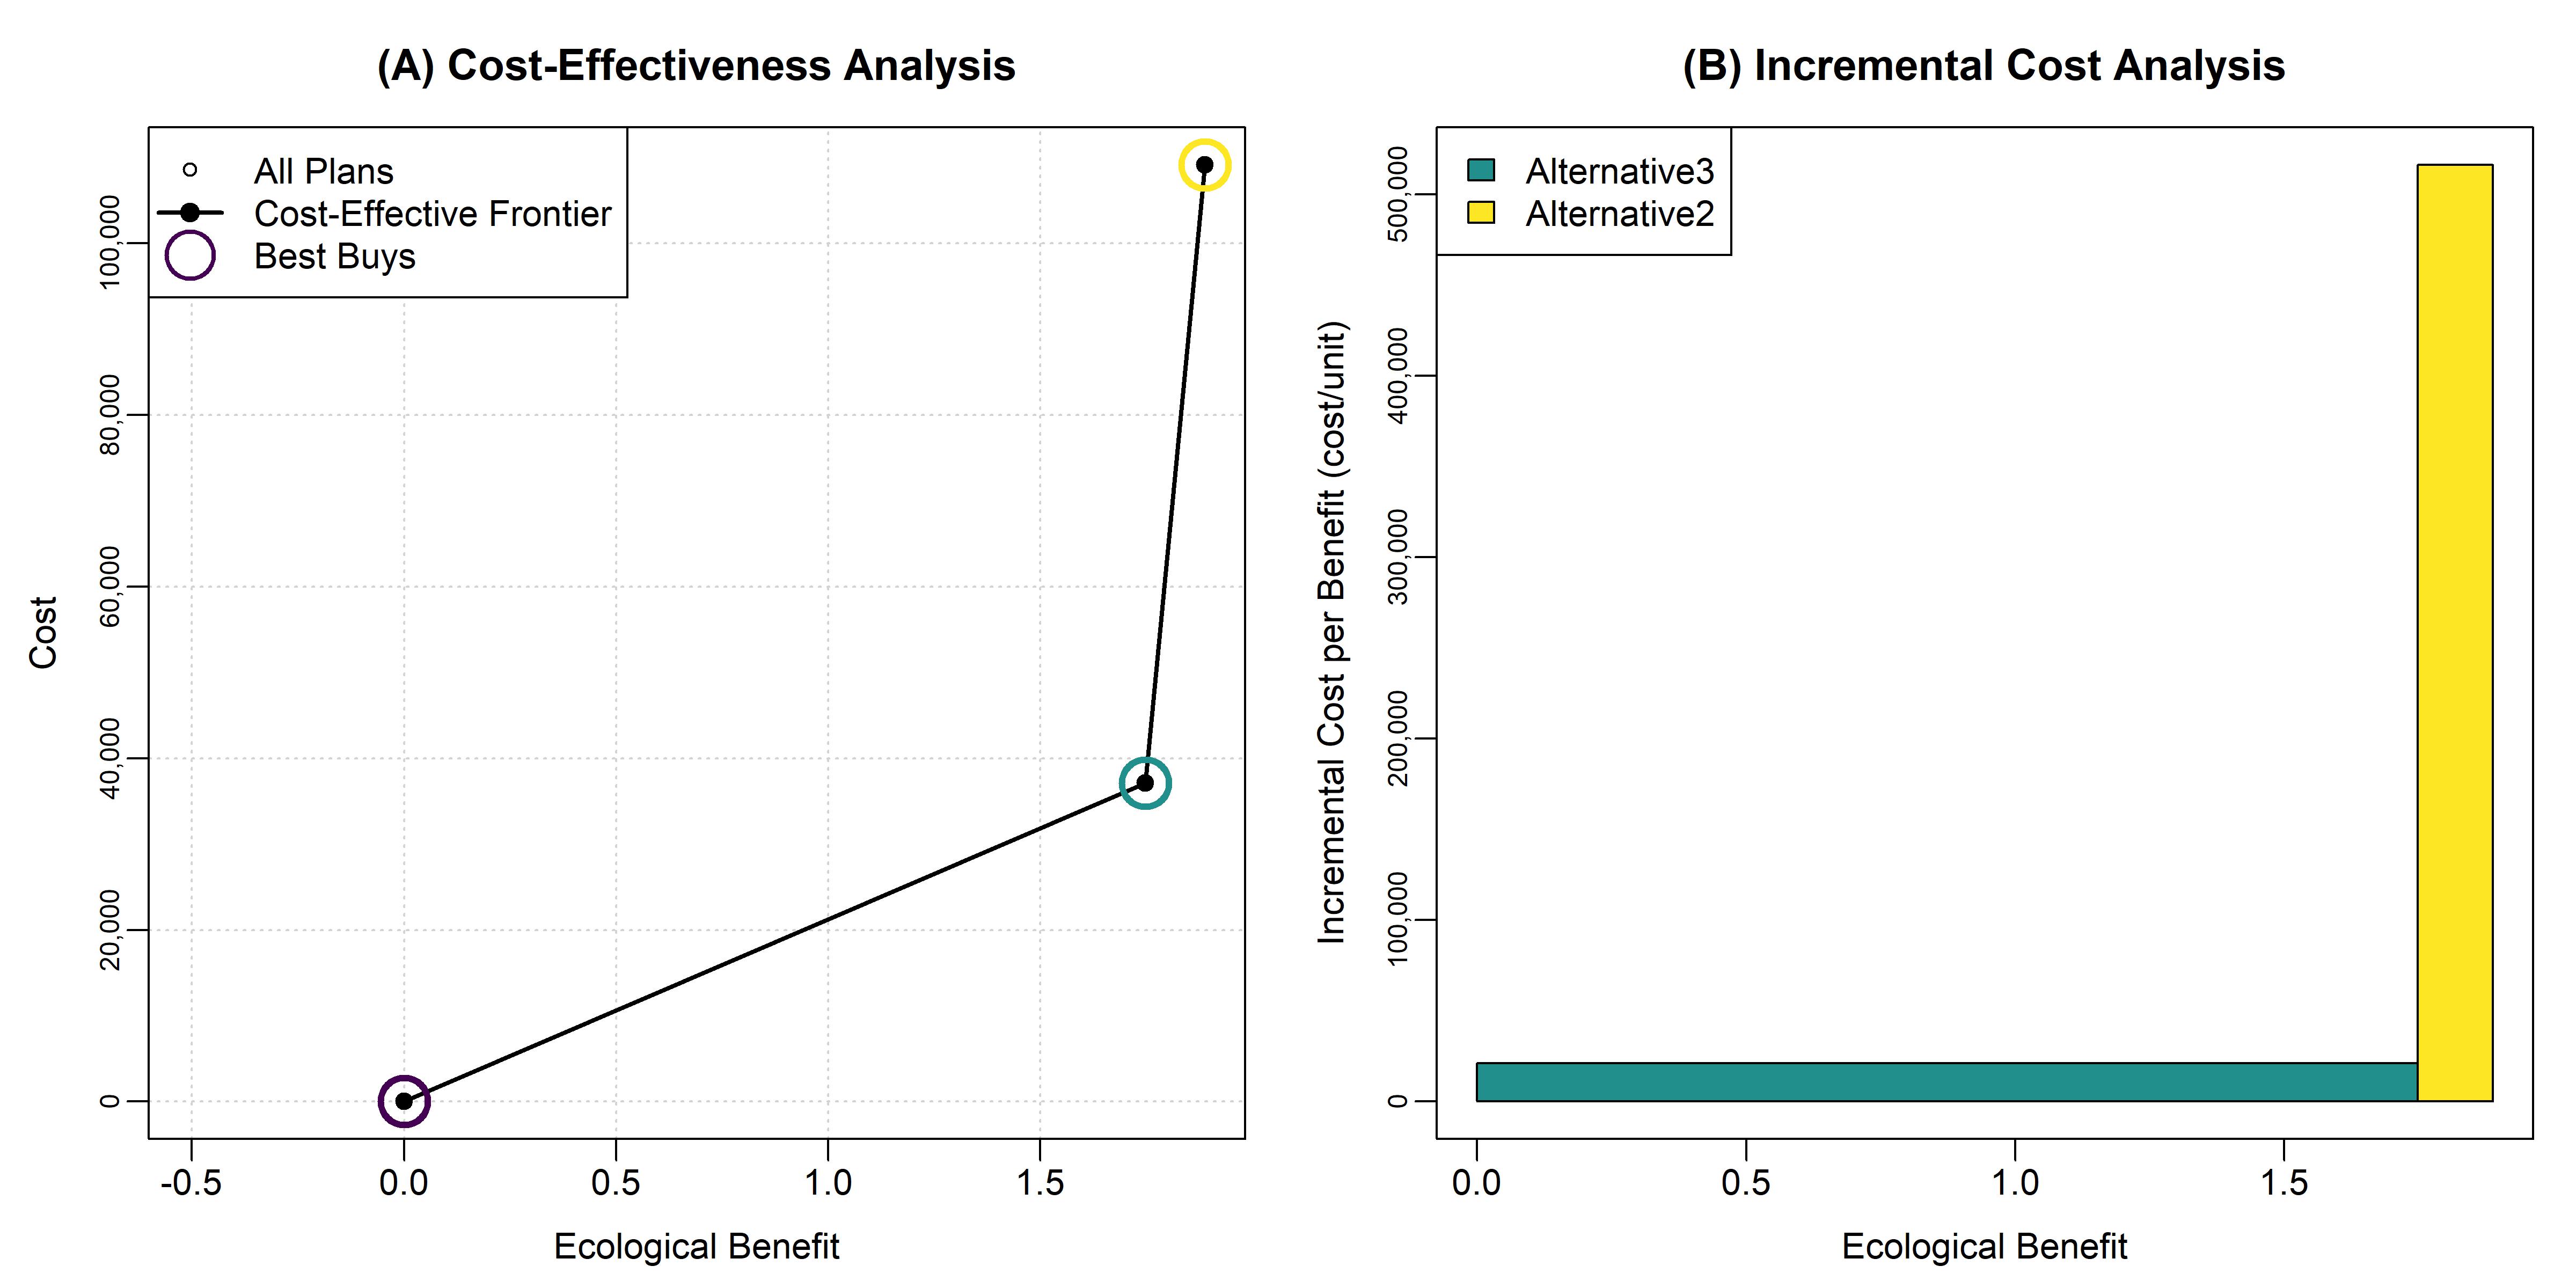 (A) Cost-Effectiveness Analysis
All Plans
Cost-Effective Frontier
Best Buys
Cost
0
20,000
40,000
60,000
80,000
100,000
-0.5
0.0
0.5
1.0
1.5
Ecological Benefit
(B) Incremental Cost Analysis
Alternative3
Alternative2
Incremental Cost per Benefit (cost/unit)
0
100,000
200,000
300,000
400,000
500,000
0.0
0.5
1.0
1.5
Ecological Benefit